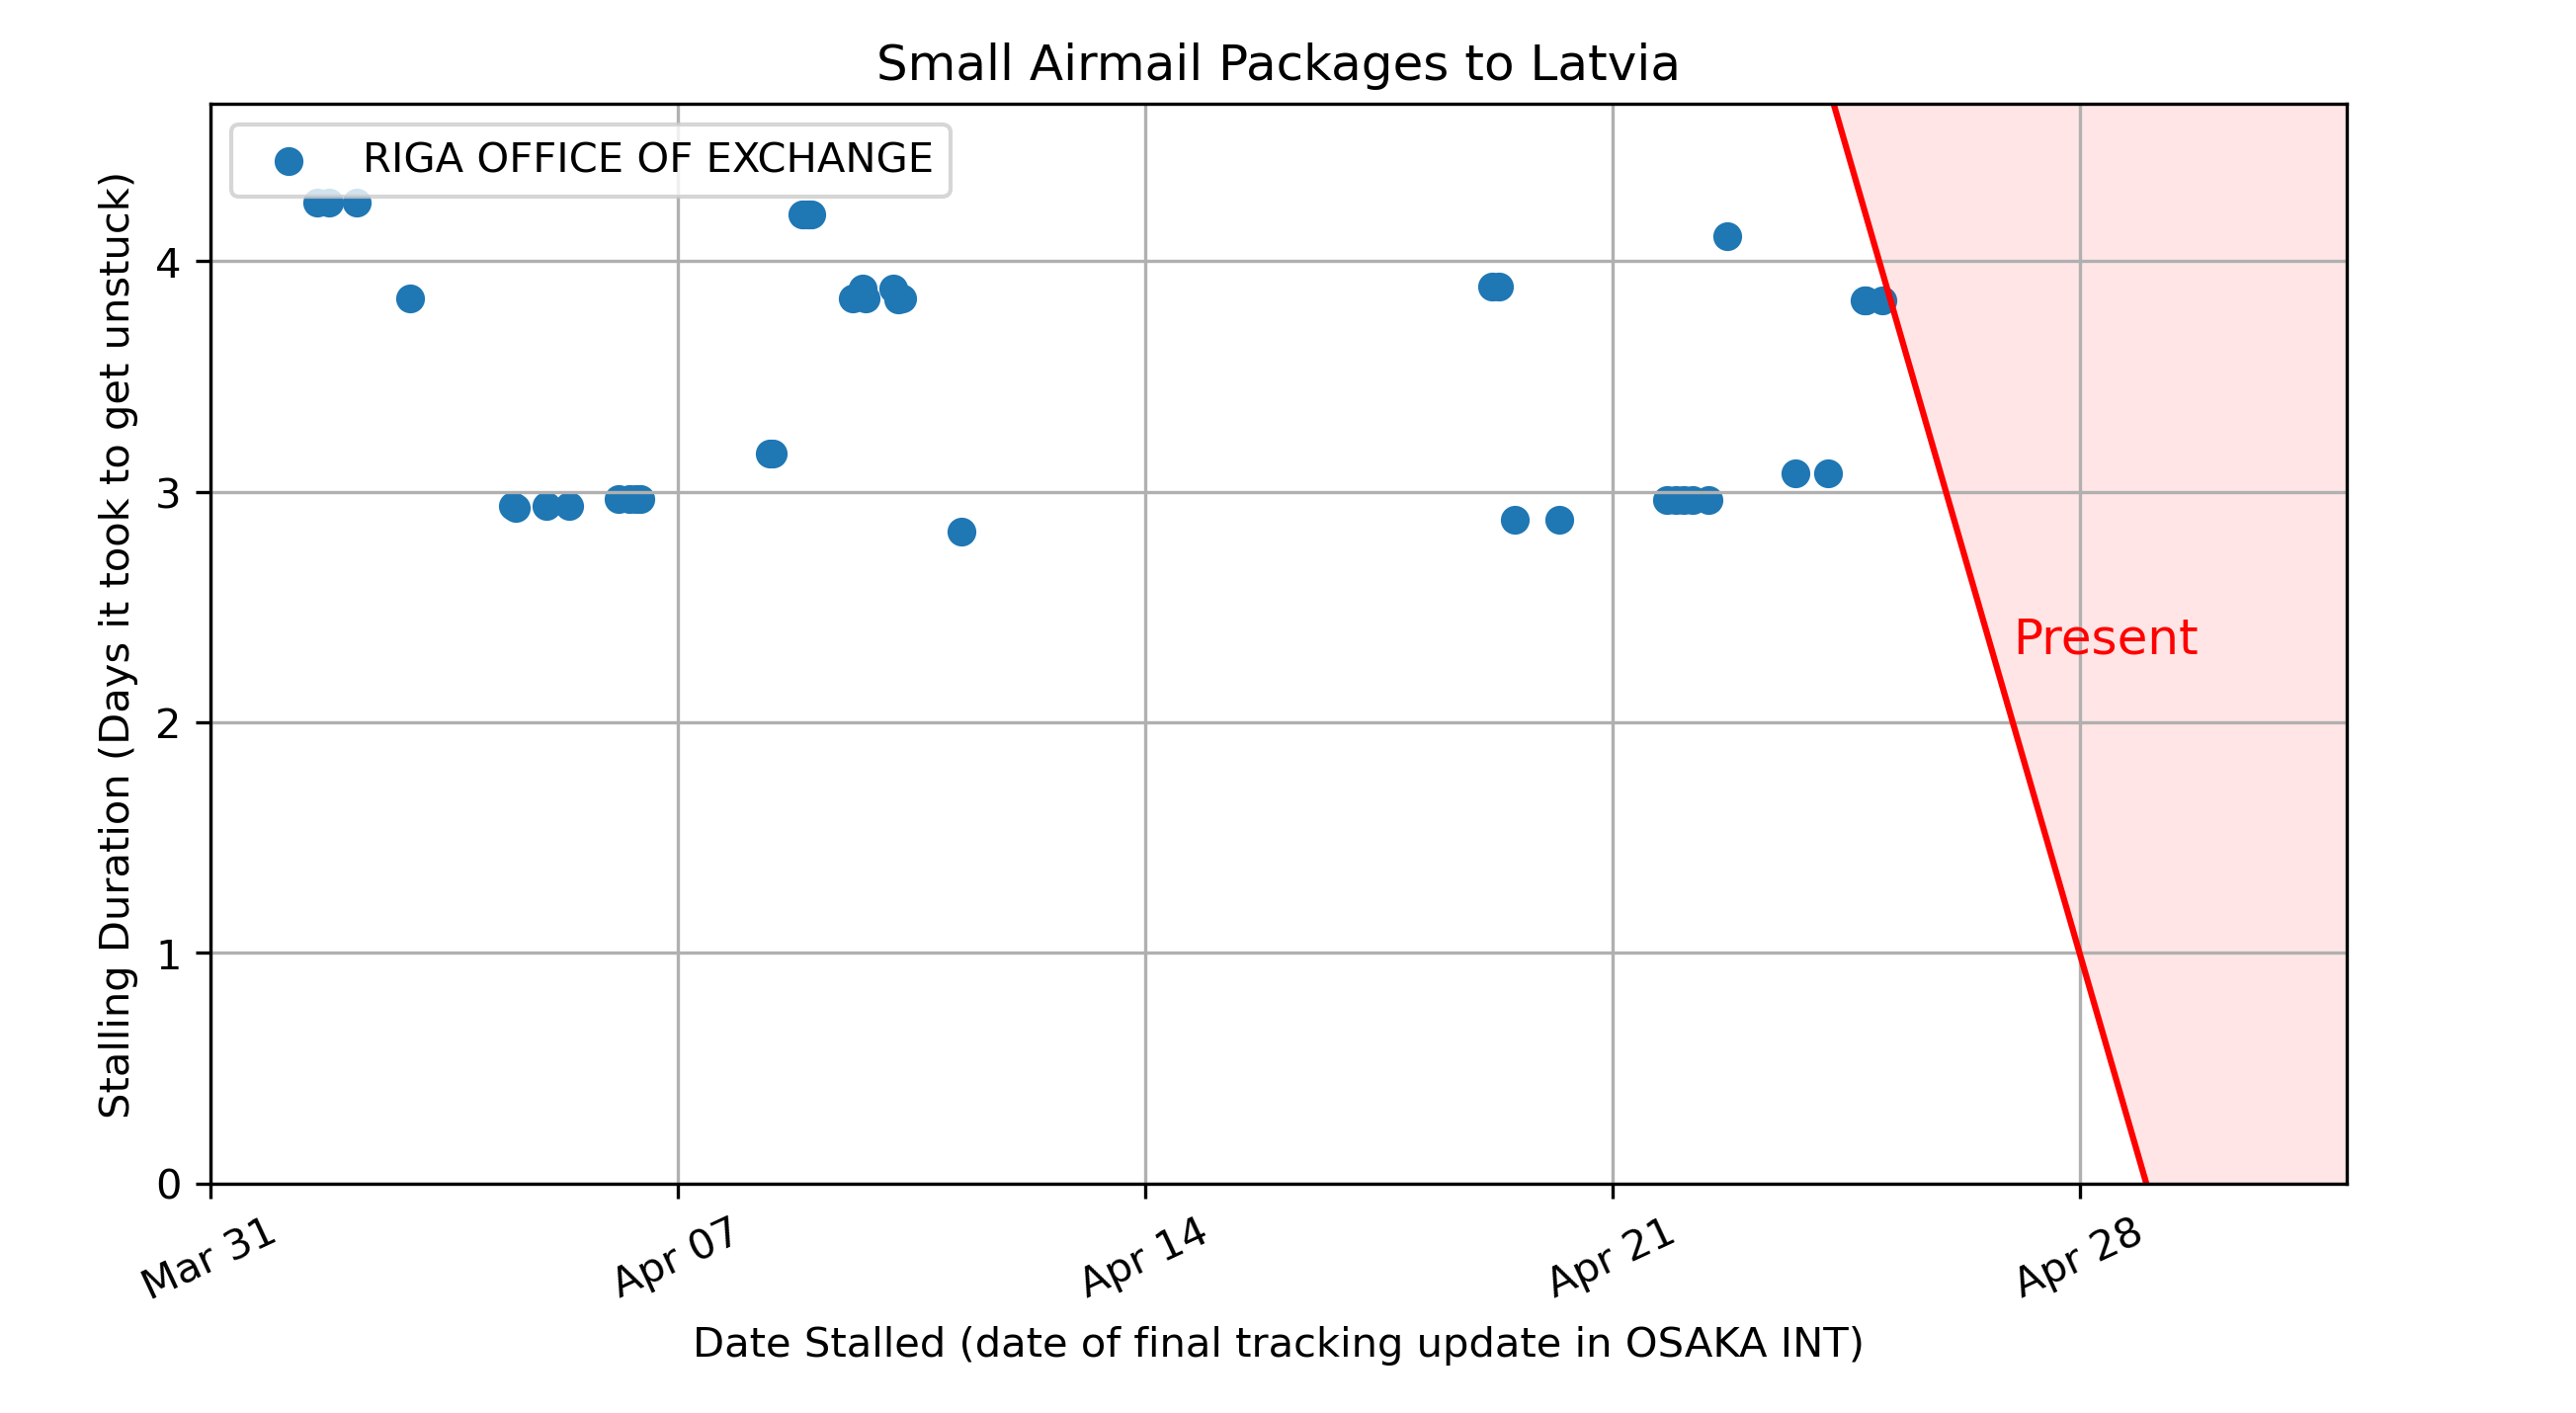 Small Airmail Packages to Latvia
RIGA OFFICE OF EXCHANGE
Stalling Duration (Days it took to get unstuck)
4
3
2
1
0
Present
Mar 31
Apr 07
Apr 14
Apr 21
Apr 28
Date Stalled (date of final tracking update in OSAKA INT)